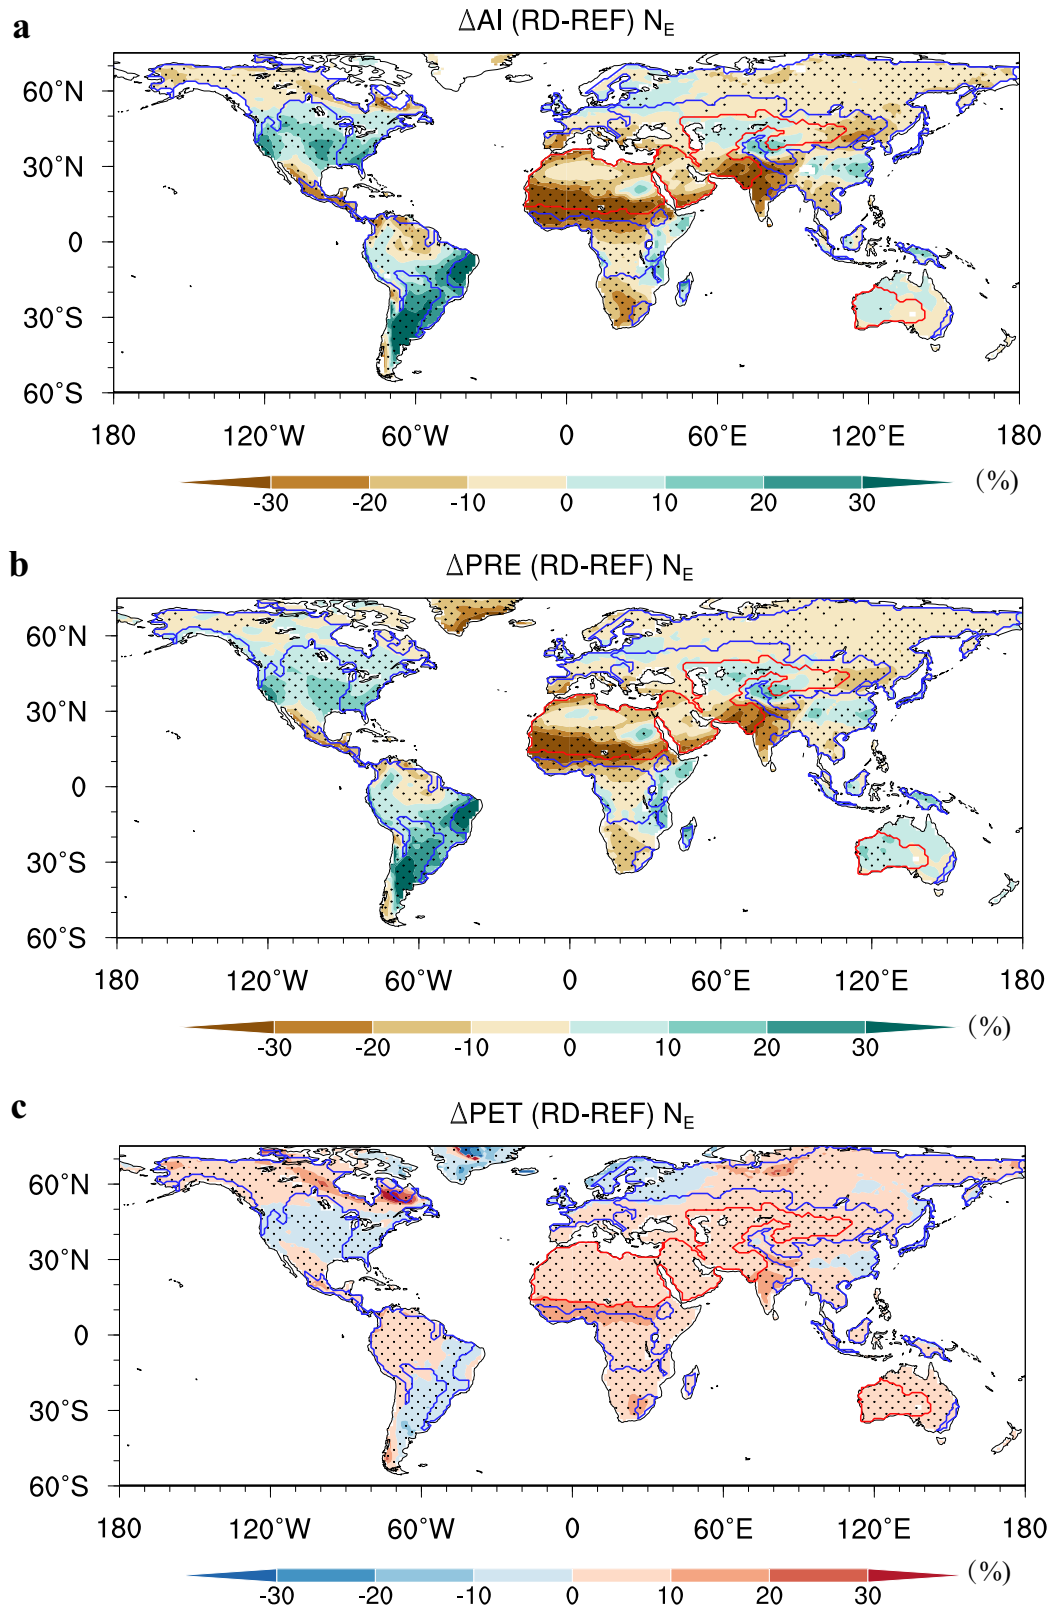 a
ΔAI (RD-REF) N_E
60°N
30°N
0
30°S
60°S
180 120°W 60°W 0 60°E 120°E 180
-30 -20 -10 0 10 20 30 (%)
b
ΔPRE (RD-REF) N_E
60°N
30°N
0
30°S
60°S
180 120°W 60°W 0 60°E 120°E 180
-30 -20 -10 0 10 20 30 (%)
c
ΔPET (RD-REF) N_E
60°N
30°N
0
30°S
60°S
180 120°W 60°W 0 60°E 120°E 180
-30 -20 -10 0 10 20 30 (%)